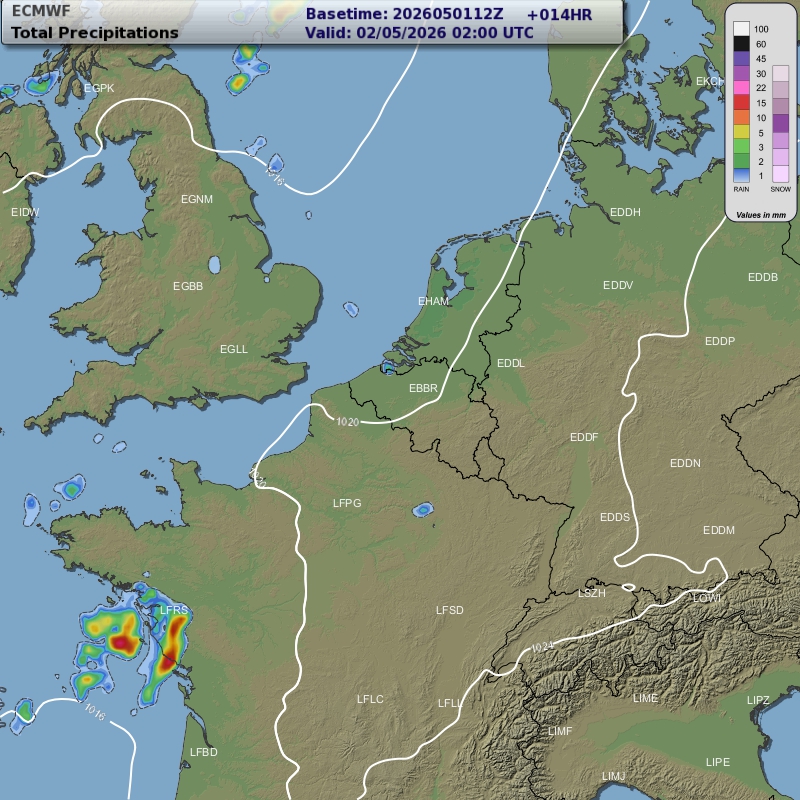 ECMWF
Total Precipitations
Basetime: 2026050112Z +014HR
Valid: 02/05/2026 02:00 UTC
100
60
45
30
22
15
10
5
3
2
1
RAIN
SNOW
Values in mm
EGPK
EKCH
1016
EGNM
EIDW
EDDH
EGBB
EDDV
EDDB
EHAM
EGLL
EDDP
EDDL
EBBR
1020
EDDF
EDDN
LFPG
EDDS
EDDM
LSZH
LOWI
LFRS
LFSD
1024
LFLC
LFLL
LIME
LIPZ
1016
LIMF
LFBD
LIPE
LIMJ